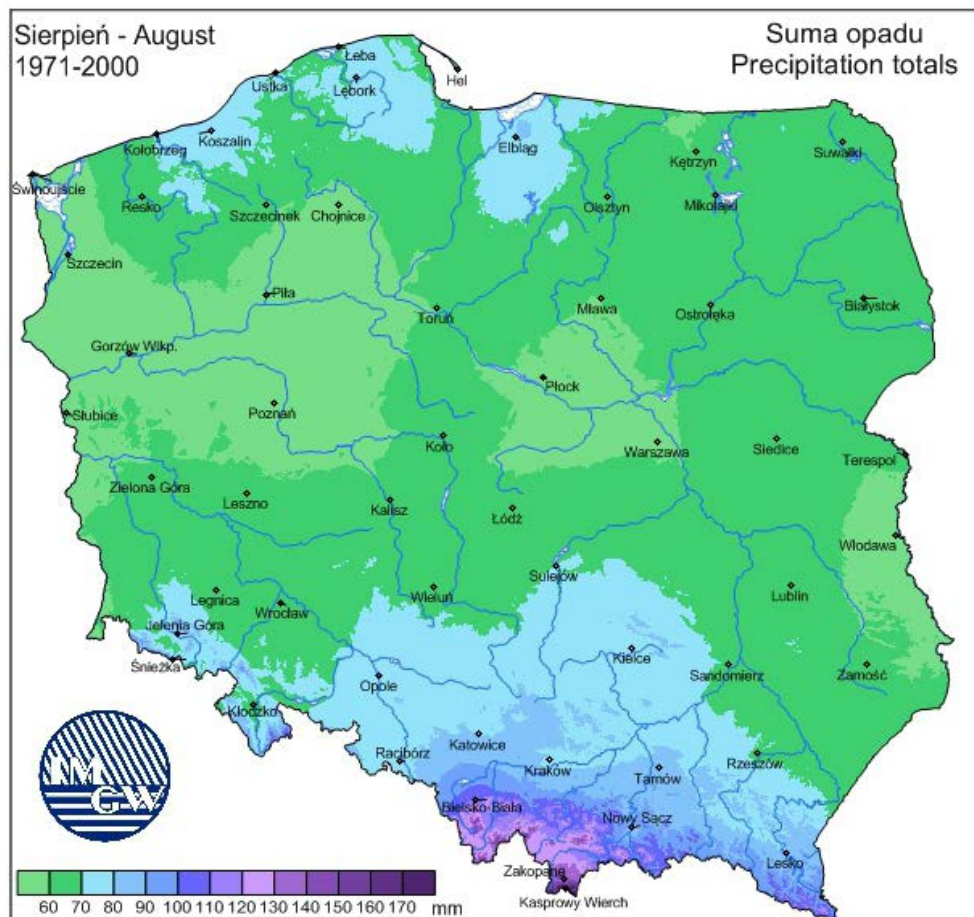 Sierpień - August
1971-2000
Suma opadu
Precipitation totals
Łeba
Hel
Ustka
Lębork
Koszalin
Kołobrzeg
Elbląg
Kętrzyn
Suwałki
Świnoujście
Resko
Szczecinek
Chojnice
Olsztyn
Mikołajki
Szczecin
Piła
Toruń
Mława
Ostrołęka
Białystok
Gorzów Wlkp.
Płock
Słubice
Poznań
Koło
Warszawa
Siedlce
Terespol
Zielona Góra
Leszno
Kalisz
Łódź
Włodawa
Sulejów
Legnica
Wrocław
Wieluń
Lublin
Jelenia Góra
Śnieżka
Kielce
Opole
Sandomierz
Zamość
Kłodzko
Katowice
Racibórz
Kraków
Tarnów
Rzeszów
Bielsko-Biała
Nowy Sącz
Lesko
Zakopane
Kasprowy Wierch
IM
GW
60 70 80 90 100 110 120 130 140 150 160 170 mm